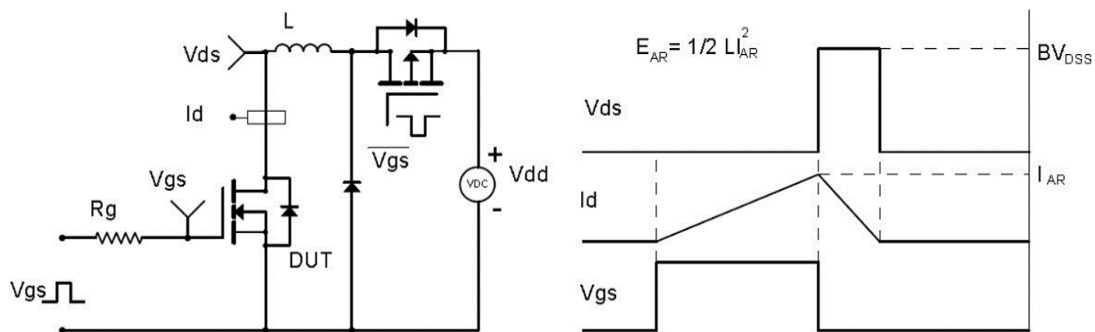 L
Vds
Id
Vgs
Vgs
+
VDC
Vdd
-
Rg
DUT
Vgs
E_AR = 1/2 LI_AR^2
BV_DSS
Vds
I_AR
Id
Vgs